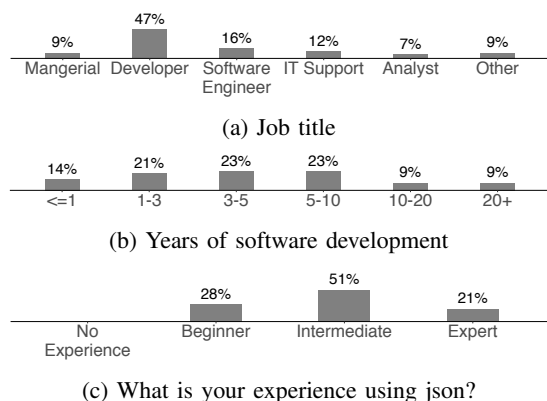 9% 47% 16% 12% 7% 9%
Mangerial Developer Software Engineer IT Support Analyst Other
(a) Job title
14% 21% 23% 23% 9% 9%
<=1 1-3 3-5 5-10 10-20 20+
(b) Years of software development
28% 51% 21%
No Experience Beginner Intermediate Expert
(c) What is your experience using json?